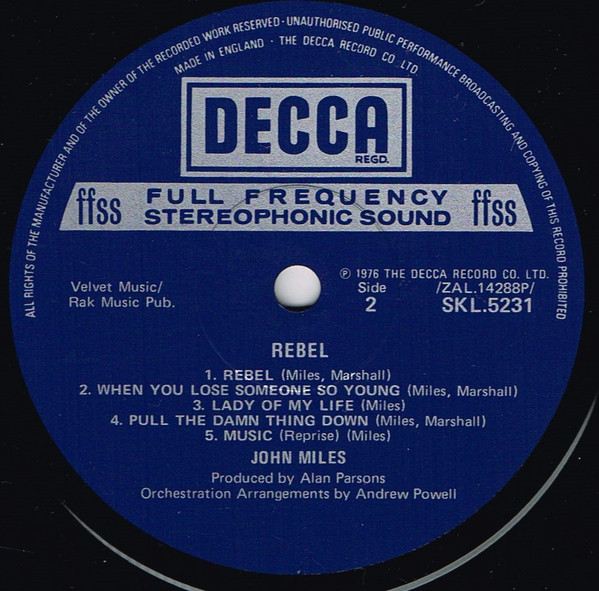 ALL RIGHTS OF THE MANUFACTURER AND OF THE OWNER OF THE RECORDED WORK RESERVED · UNAUTHORISED PUBLIC PERFORMANCE BROADCASTING AND COPYING OF THIS RECORD PROHIBITED
MADE IN ENGLAND · THE DECCA RECORD CO LTD
DECCA
REGD.
ffss FULL FREQUENCY ffss
STEREOPHONIC SOUND
℗ 1976 THE DECCA RECORD CO. LTD.
Velvet Music/ Side /ZAL.14288P/
Rak Music Pub. 2 SKL.5231
REBEL
1. REBEL (Miles, Marshall)
2. WHEN YOU LOSE SOMEONE SO YOUNG (Miles, Marshall)
3. LADY OF MY LIFE (Miles)
4. PULL THE DAMN THING DOWN (Miles, Marshall)
5. MUSIC (Reprise) (Miles)
JOHN MILES
Produced by Alan Parsons
Orchestration Arrangements by Andrew Powell